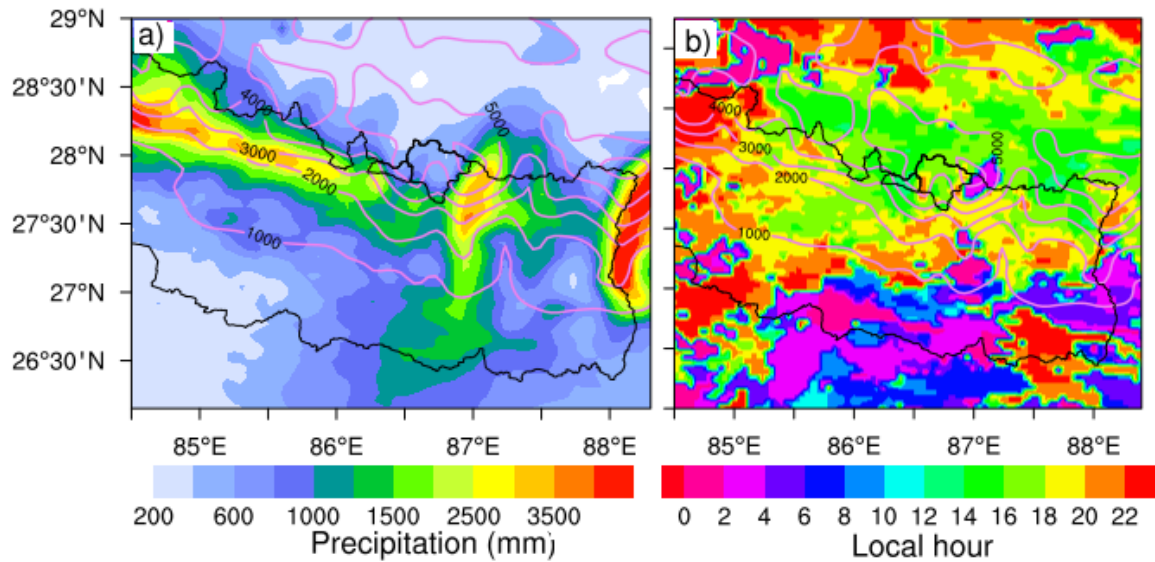 a)
b)
29°N
28°30'N
28°N
27°30'N
27°N
26°30'N
4000
3000
2000
1000
5000
4000
3000
2000
1000
5000
85°E 86°E 87°E 88°E
85°E 86°E 87°E 88°E
200 600 1000 1500 2500 3500
Precipitation (mm)
0 2 4 6 8 10 12 14 16 18 20 22
Local hour